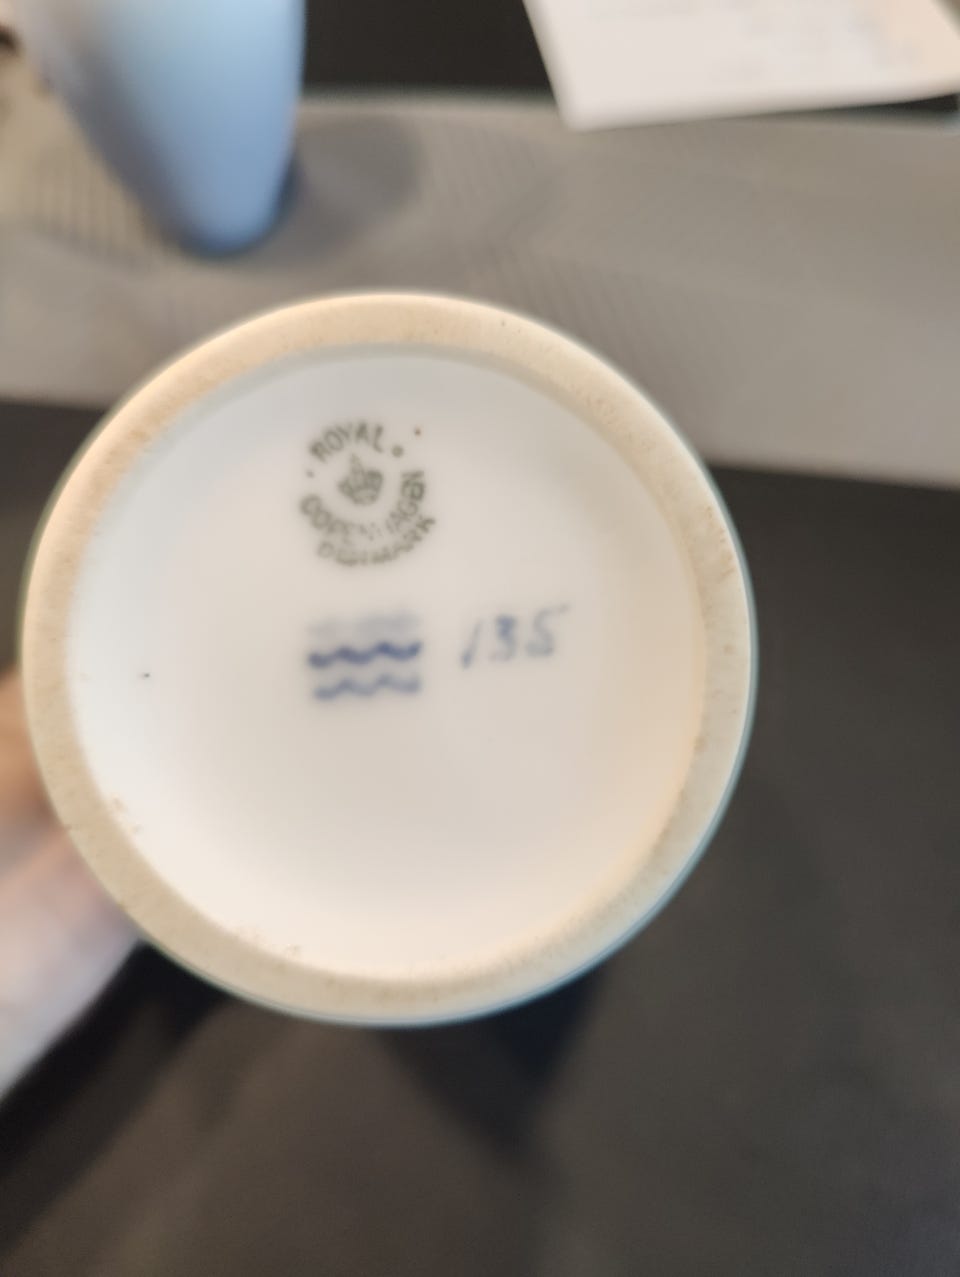 ROYAL
COPENHAGEN
DENMARK
135